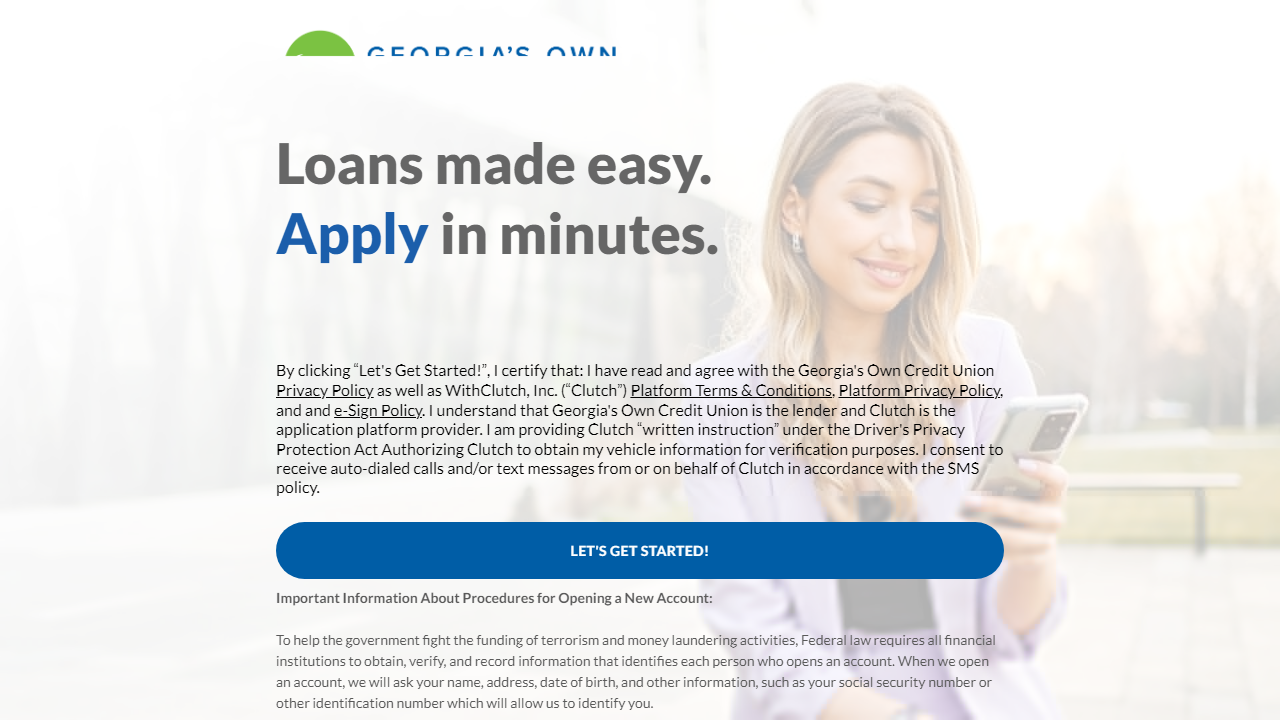 GEORGIA'S OWN
Loans made easy.
Apply in minutes.
By clicking “Let's Get Started!”, I certify that: I have read and agree with the Georgia's Own Credit Union
Privacy Policy as well as WithClutch, Inc. (“Clutch”) Platform Terms & Conditions, Platform Privacy Policy,
and and e-Sign Policy. I understand that Georgia's Own Credit Union is the lender and Clutch is the
application platform provider. I am providing Clutch “written instruction” under the Driver's Privacy
Protection Act Authorizing Clutch to obtain my vehicle information for verification purposes. I consent to
receive auto-dialed calls and/or text messages from or on behalf of Clutch in accordance with the SMS
policy.
LET'S GET STARTED!
Important Information About Procedures for Opening a New Account:
To help the government fight the funding of terrorism and money laundering activities, Federal law requires all financial
institutions to obtain, verify, and record information that identifies each person who opens an account. When we open
an account, we will ask your name, address, date of birth, and other information, such as your social security number or
other identification number which will allow us to identify you.